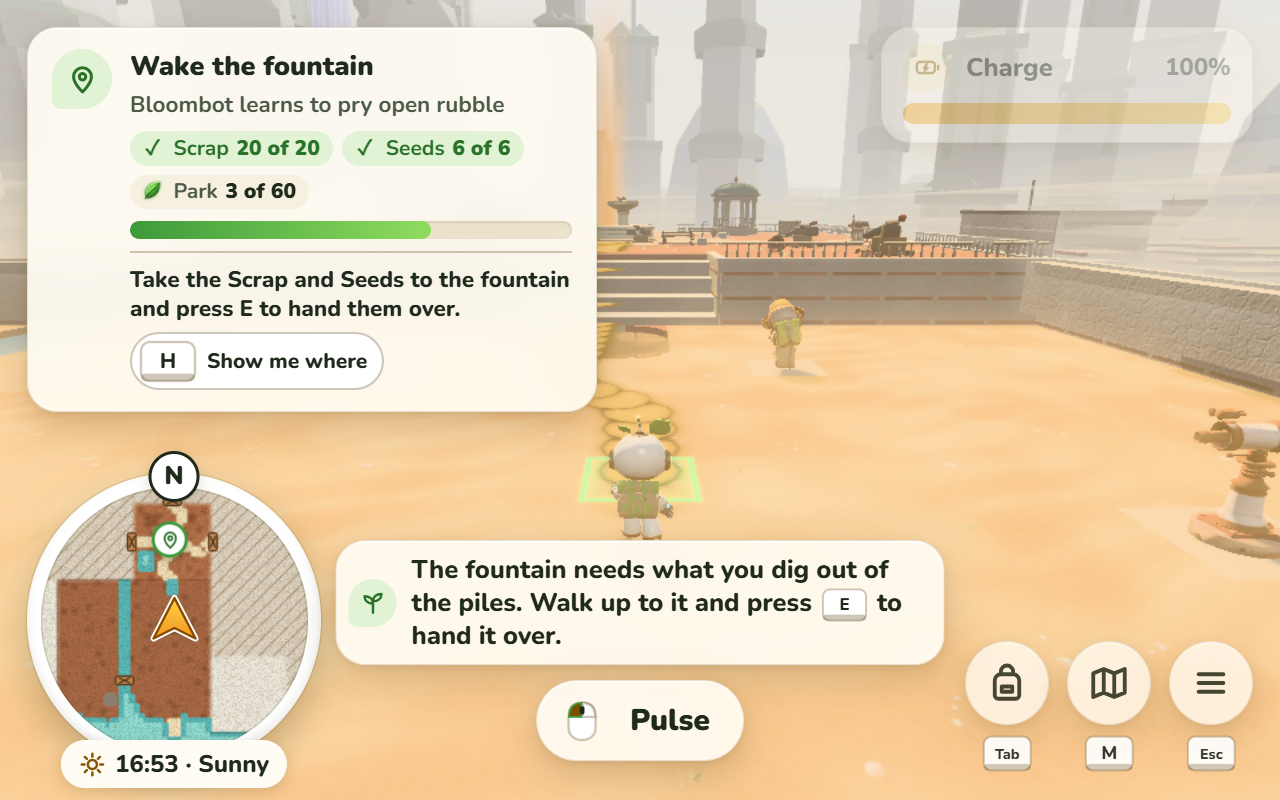 Wake the fountain
Bloombot learns to pry open rubble
✓ Scrap 20 of 20 ✓ Seeds 6 of 6
Park 3 of 60
Take the Scrap and Seeds to the fountain
and press E to hand them over.
H Show me where
Charge 100%
N
16:53 · Sunny
The fountain needs what you dig out of
the piles. Walk up to it and press E to
hand it over.
Pulse
Tab M Esc